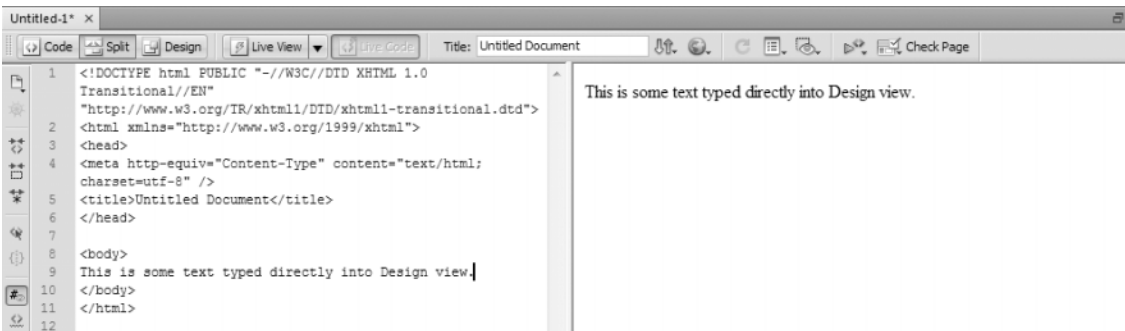 Untitled-1* ×
Code Split Design Live View Live Code Title: Untitled Document Check Page
1 <!DOCTYPE html PUBLIC "-//W3C//DTD XHTML 1.0
Transitional//EN"
"http://www.w3.org/TR/xhtml1/DTD/xhtml1-transitional.dtd">
2 <html xmlns="http://www.w3.org/1999/xhtml">
3 <head>
4 <meta http-equiv="Content-Type" content="text/html;
charset=utf-8" />
5 <title>Untitled Document</title>
6 </head>
7
8 <body>
9 This is some text typed directly into Design view.
10 </body>
11 </html>
12
This is some text typed directly into Design view.